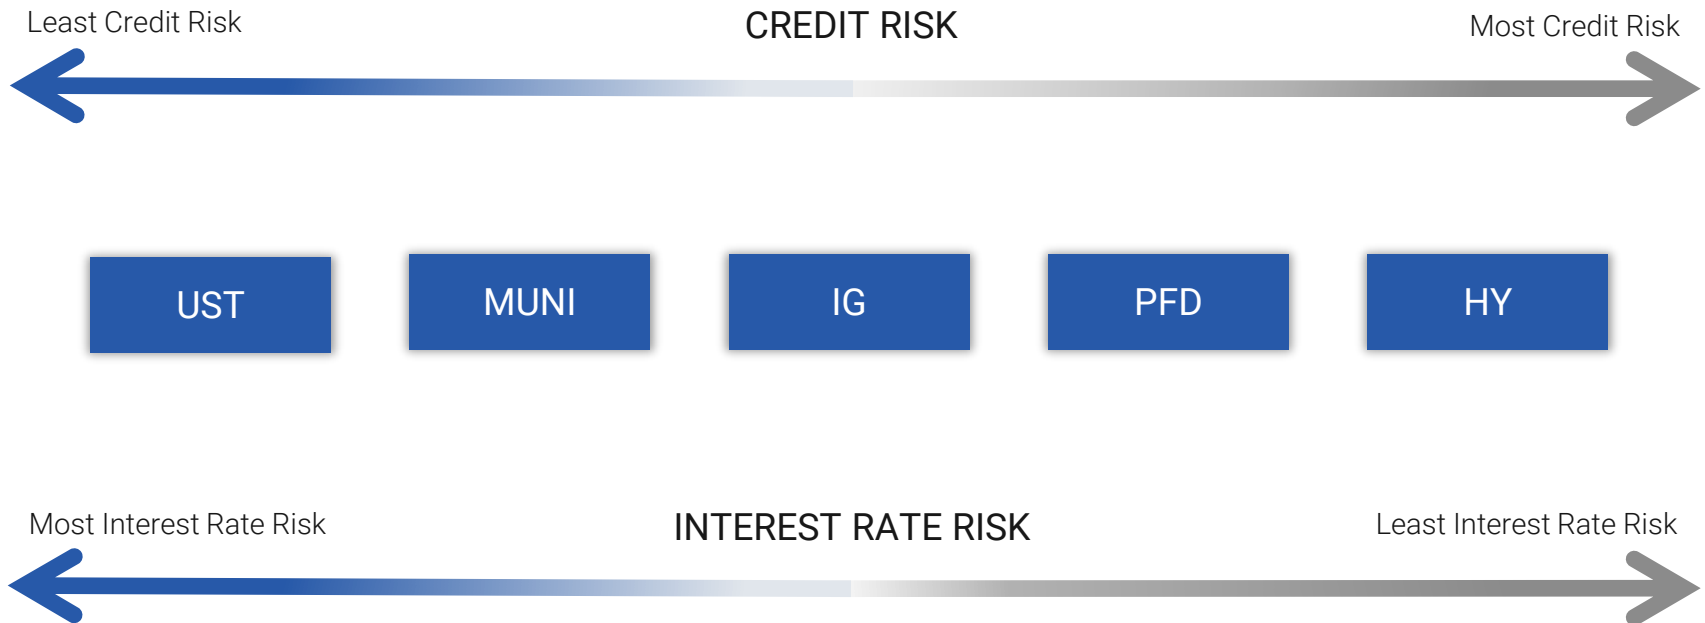 Least Credit Risk
CREDIT RISK
Most Credit Risk
UST
MUNI
IG
PFD
HY
Most Interest Rate Risk
INTEREST RATE RISK
Least Interest Rate Risk